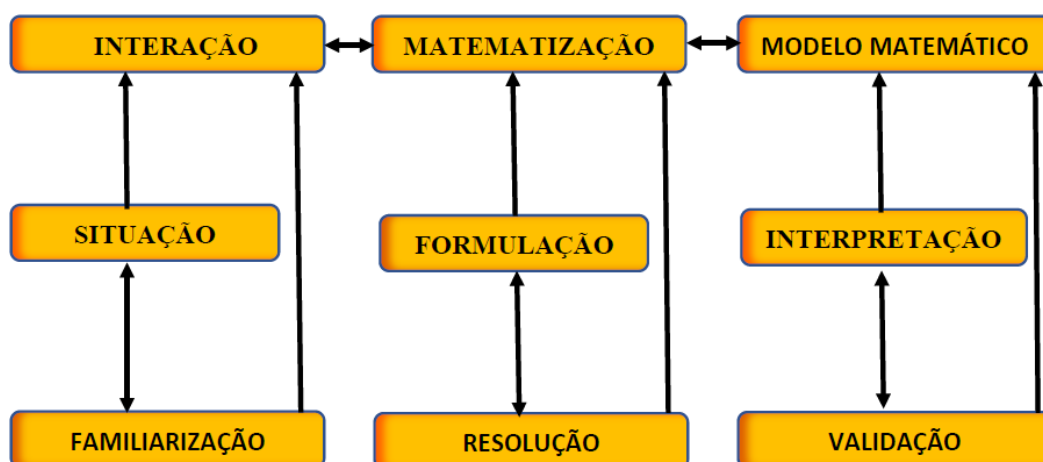 INTERAÇÃO
MATEMATIZAÇÃO
MODELO MATEMÁTICO
SITUAÇÃO
FORMULAÇÃO
INTERPRETAÇÃO
FAMILIARIZAÇÃO
RESOLUÇÃO
VALIDAÇÃO